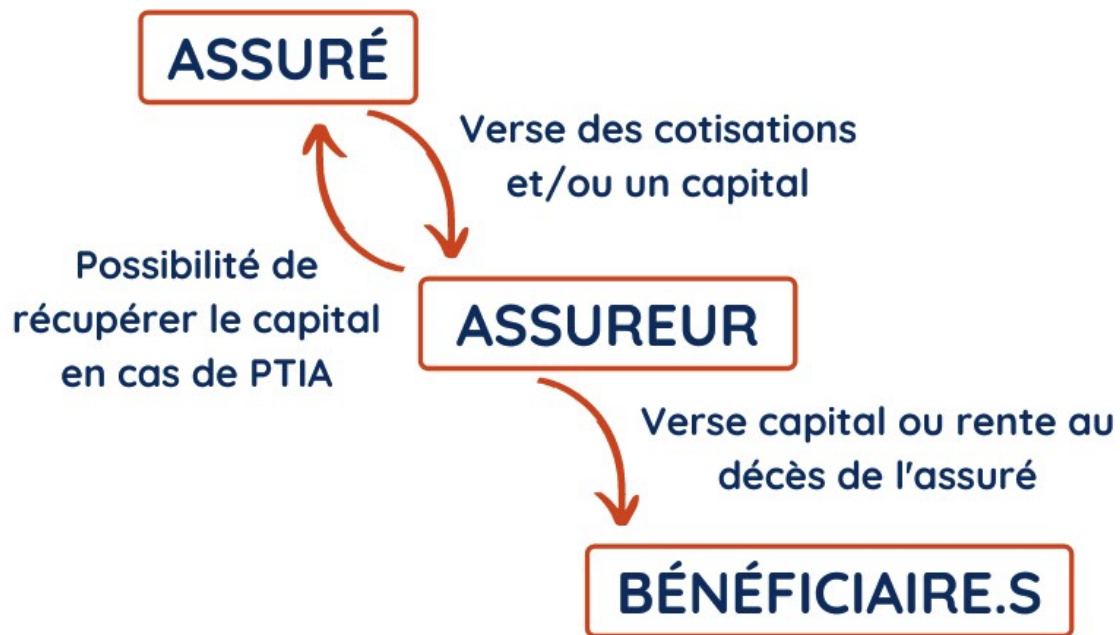 ASSURÉ
Verse des cotisations
et/ou un capital
Possibilité de
récupérer le capital
en cas de PTIA
ASSUREUR
Verse capital ou rente au
décès de l'assuré
BÉNÉFICIAIRE.S